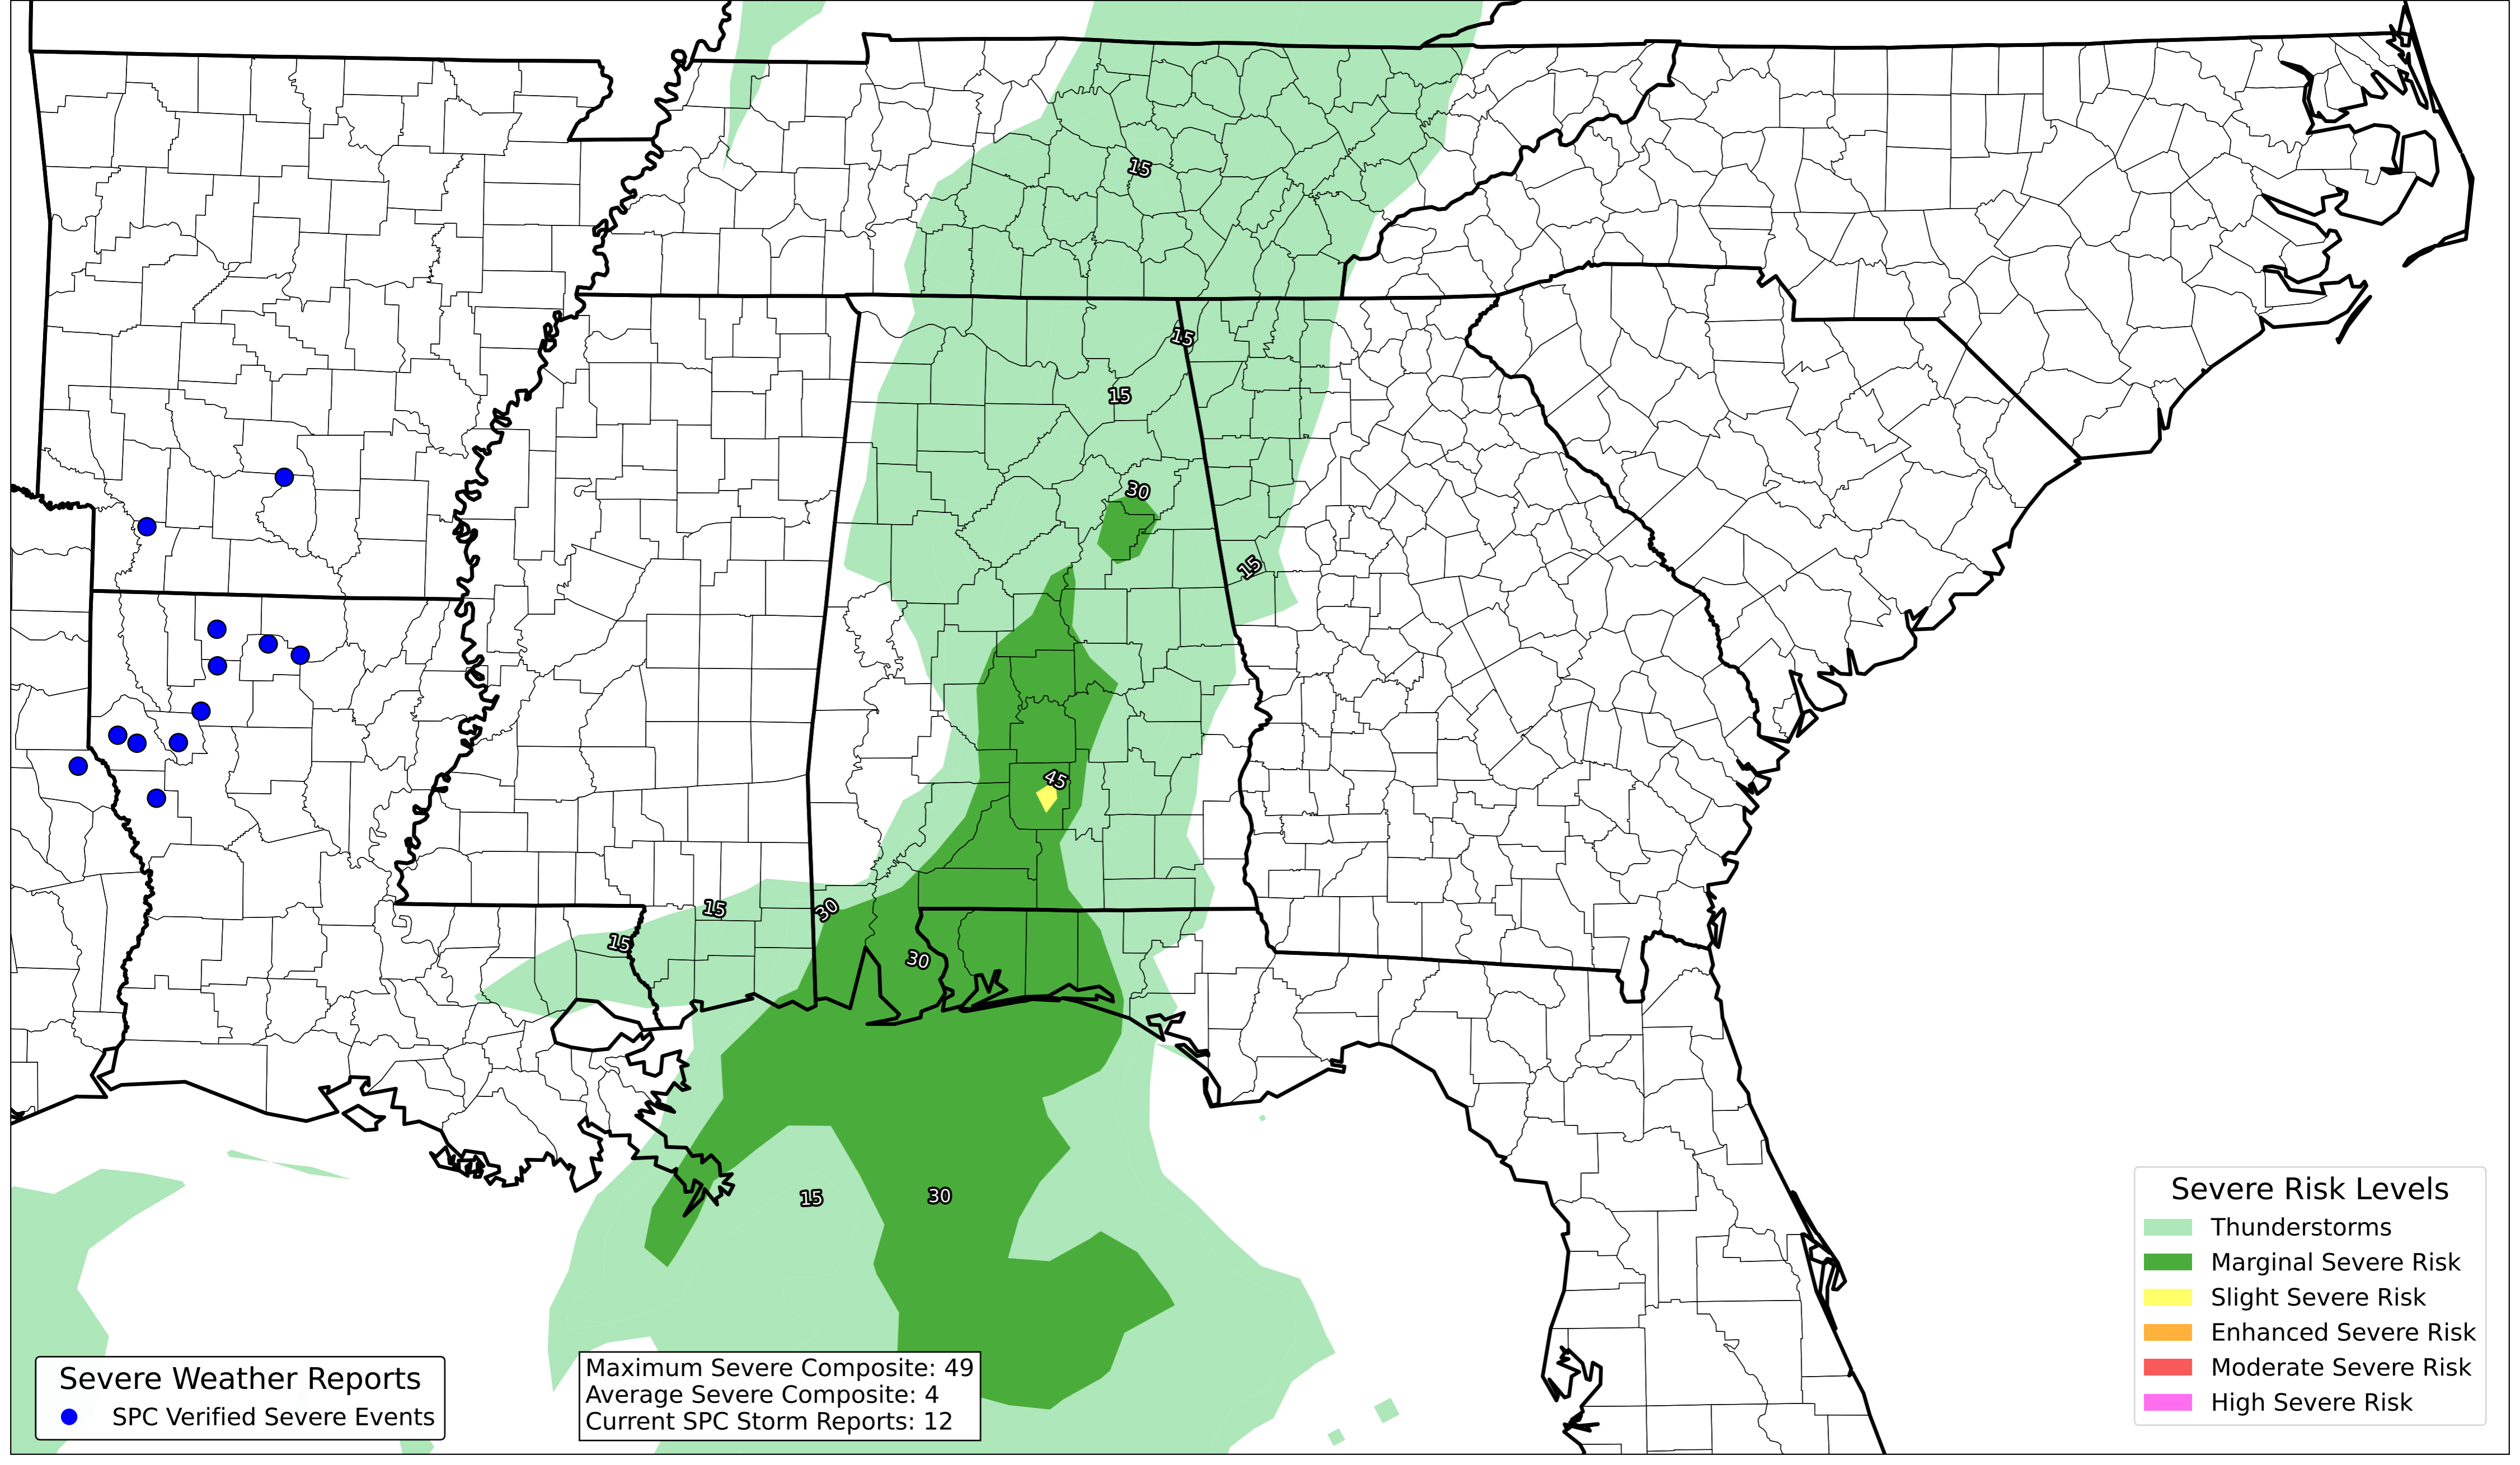 15
15
15
30
15
45
15
30
15
30
15
30
Severe Risk Levels
Thunderstorms
Marginal Severe Risk
Slight Severe Risk
Enhanced Severe Risk
Moderate Severe Risk
High Severe Risk
Severe Weather Reports
SPC Verified Severe Events
Maximum Severe Composite: 49
Average Severe Composite: 4
Current SPC Storm Reports: 12